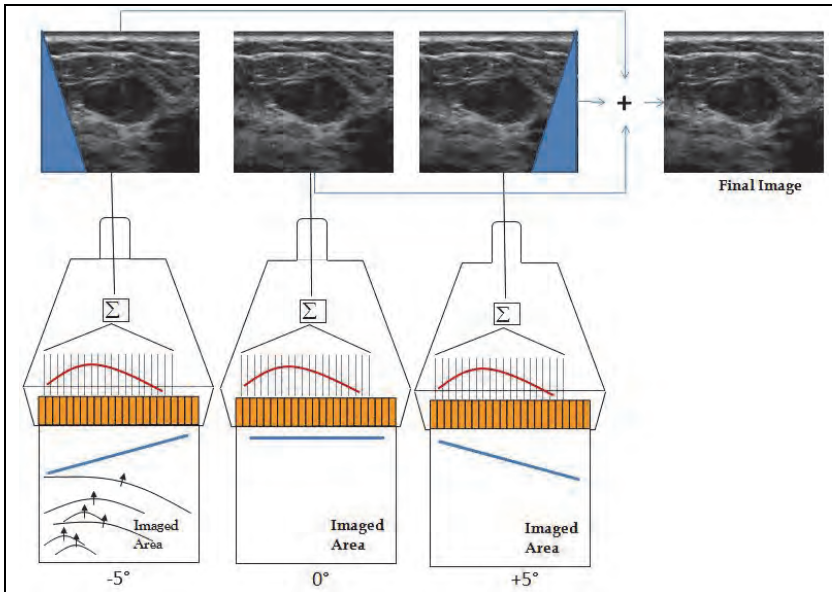 +
Final Image
Σ
Σ
Σ
Imaged
Area
Imaged
Area
Imaged
Area
-5°
0°
+5°